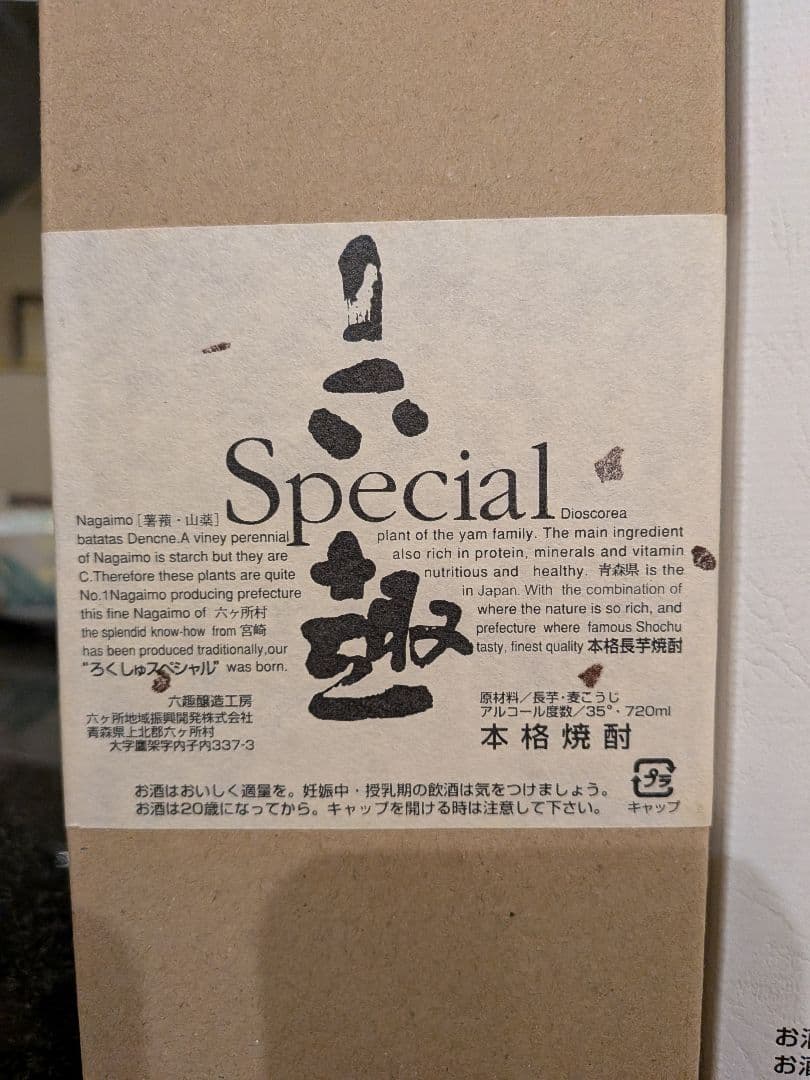 六
Special
趣
Nagaimo [薯蕷・山薬] Dioscorea
batatas Dencne.A viney perennial plant of the yam family. The main ingredient
of Nagaimo is starch but they are also rich in protein, minerals and vitamin
C.Therefore these plants are quite nutritious and healthy. 青森県 is the
No.1Nagaimo producing prefecture in Japan. With the combination of
this fine Nagaimo of 六ヶ所村 where the nature is so rich, and
the splendid know-how from 宮崎 prefecture where famous Shochu
has been produced traditionally,our tasty, finest quality 本格長芋焼酎
"ろくしゅスペシャル" was born.
六趣醸造工房
六ヶ所地域振興開発株式会社
青森県上北郡六ヶ所村
大字鷹架字内子内337-3
原材料／長芋・麦こうじ
アルコール度数／35°・720ml
本格焼酎
お酒はおいしく適量を。妊娠中・授乳期の飲酒は気をつけましょう。
お酒は20歳になってから。キャップを開ける時は注意して下さい。
プラ
キャップ
お酒
お酒